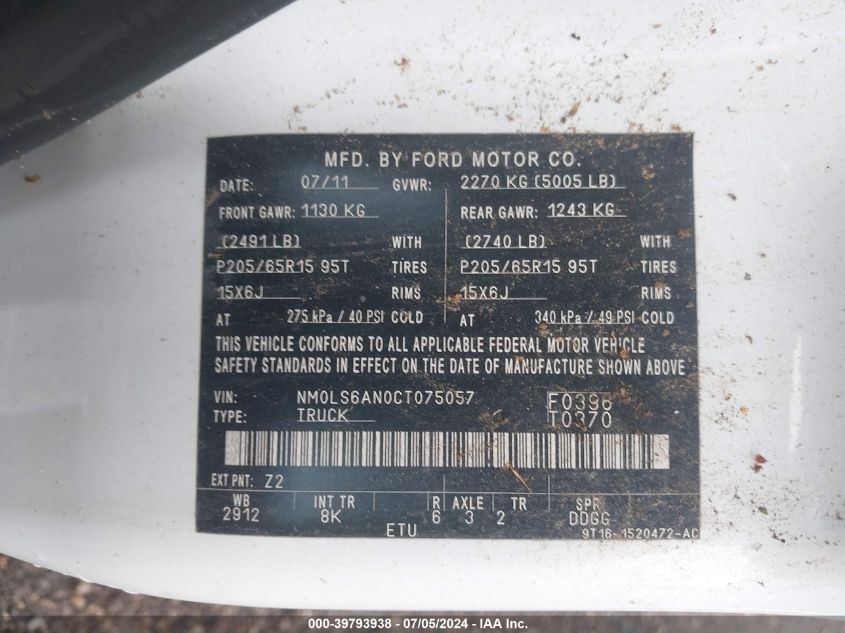 MFD. BY FORD MOTOR CO.
DATE: 07/11 GVWR: 2270 KG (5005 LB)
FRONT GAWR: 1130 KG REAR GAWR: 1243 KG
(2491 LB) WITH (2740 LB) WITH
P205/65R15 95T TIRES P205/65R15 95T TIRES
15X6J RIMS 15X6J RIMS
AT 275 kPa / 40 PSI COLD AT 340 kPa / 49 PSI COLD
THIS VEHICLE CONFORMS TO ALL APPLICABLE FEDERAL MOTOR VEHICLE
SAFETY STANDARDS IN EFFECT ON THE DATE OF MANUFACTURE SHOWN ABOVE.
VIN: NM0LS6AN0CT075057 F0396
TYPE: TRUCK T0370
EXT PNT: Z2
WB INT TR R AXLE TR SPR
2912 8K 6 3 2 DDGG
ETU 9T16-1520472-AC
000-39793938 - 07/05/2024 - IAA Inc.